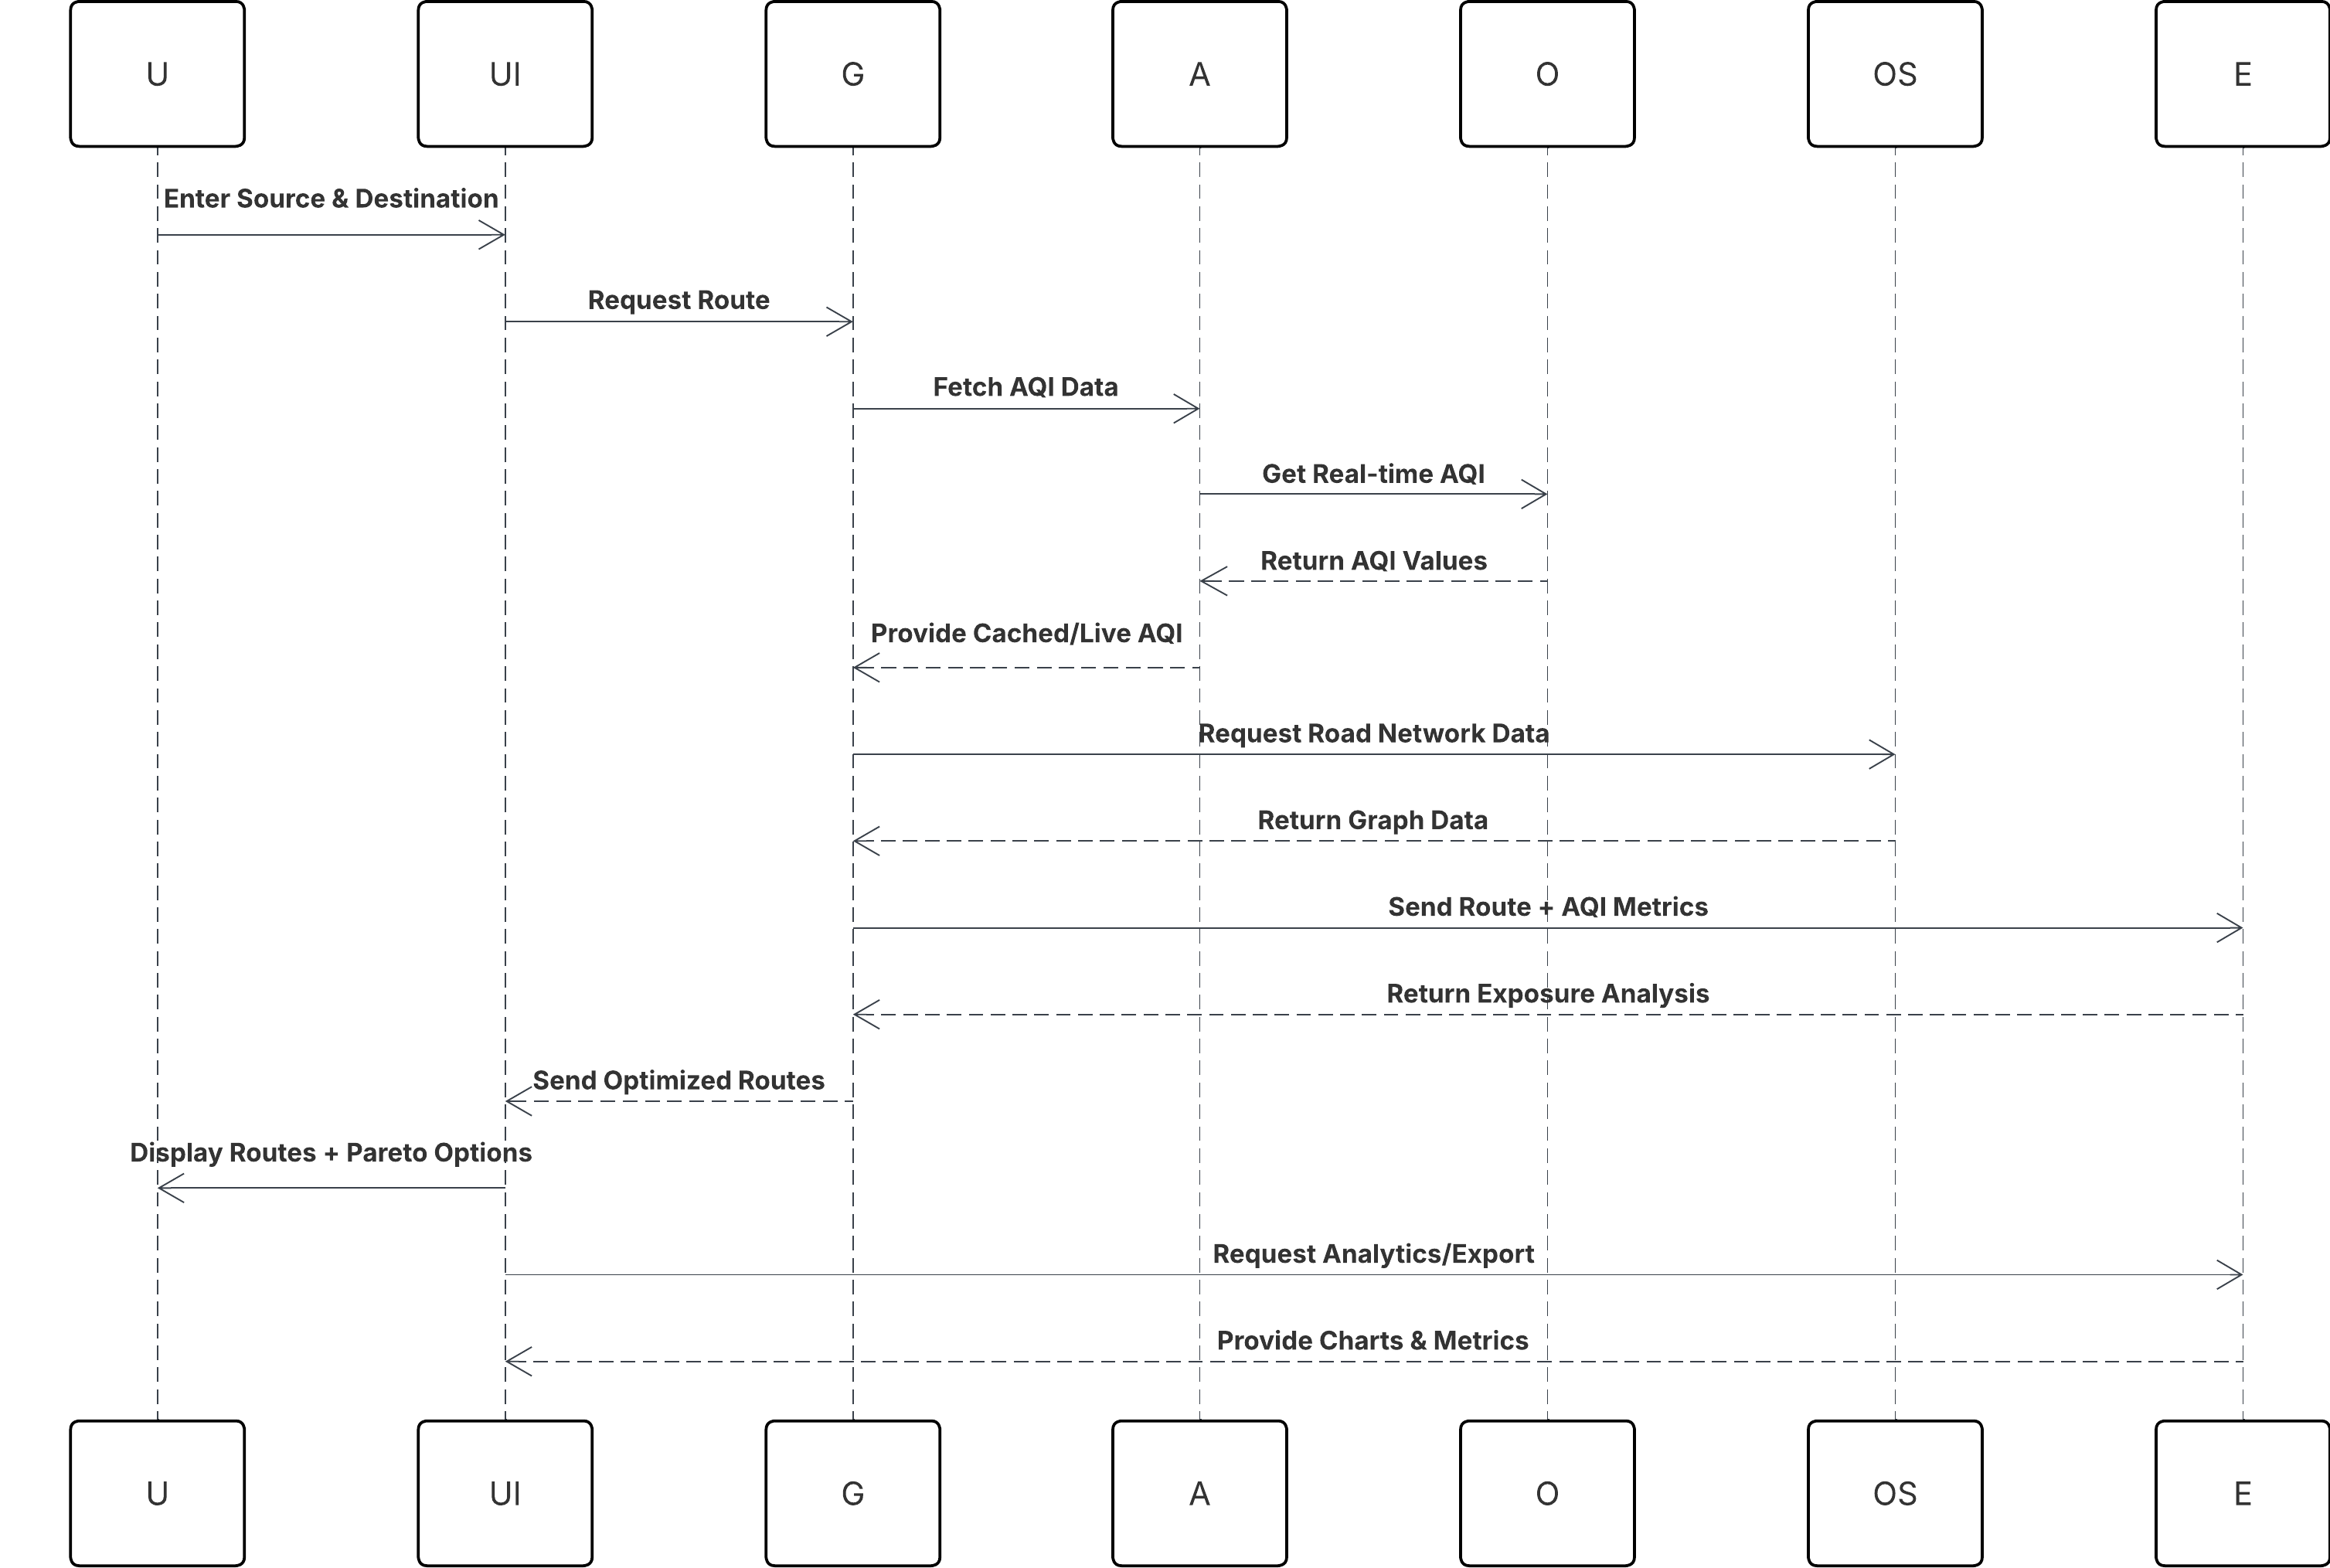 U
UI
G
A
O
OS
E
Enter Source & Destination
Request Route
Fetch AQI Data
Get Real-time AQI
Return AQI Values
Provide Cached/Live AQI
Request Road Network Data
Return Graph Data
Send Route + AQI Metrics
Return Exposure Analysis
Send Optimized Routes
Display Routes + Pareto Options
Request Analytics/Export
Provide Charts & Metrics
U
UI
G
A
O
OS
E